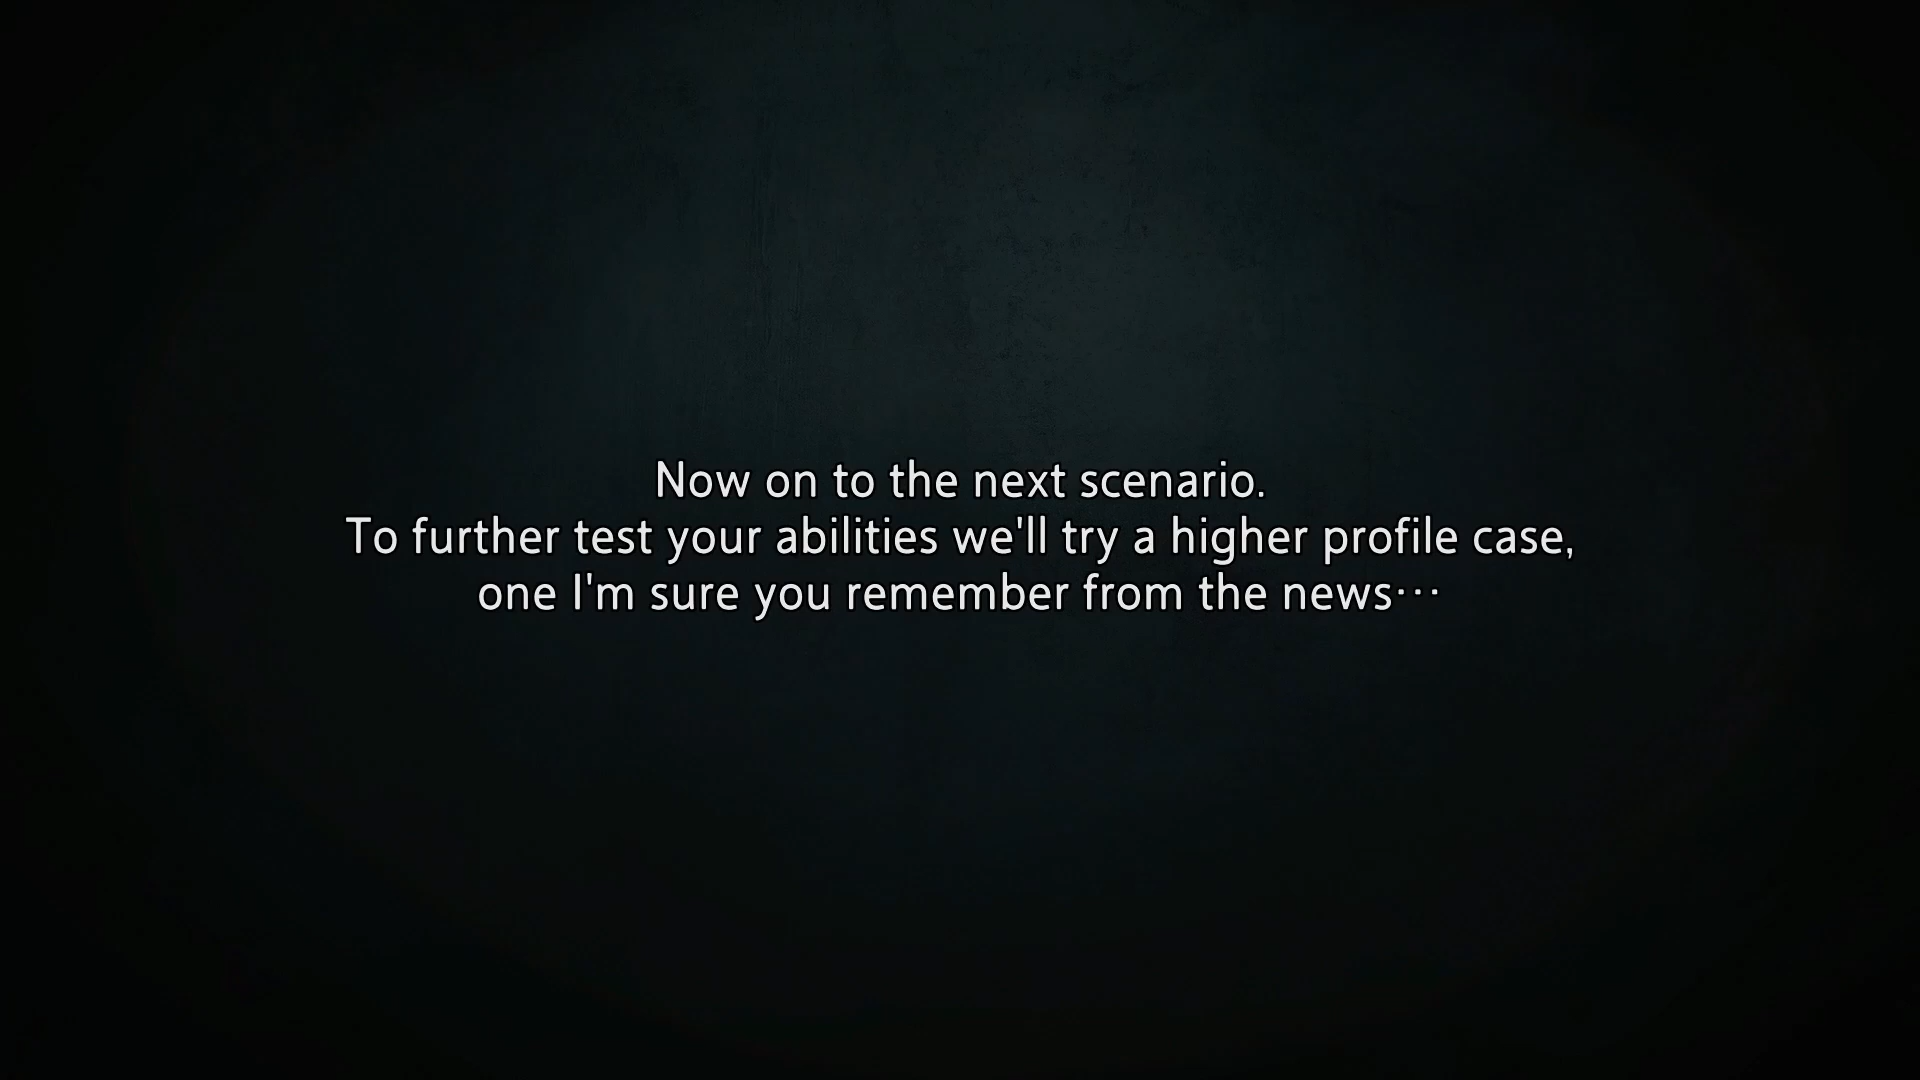 Now on to the next scenario.
To further test your abilities we'll try a higher profile case,
one I'm sure you remember from the news⋯